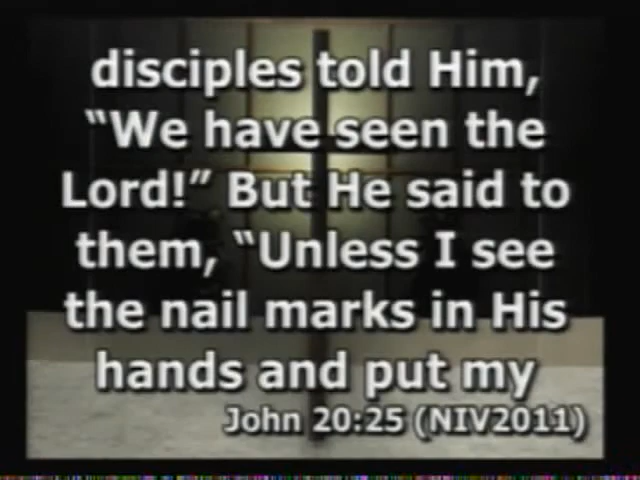 disciples told Him,
“We have seen the
Lord!” But He said to
them, “Unless I see
the nail marks in His
hands and put my
John 20:25 (NIV2011)